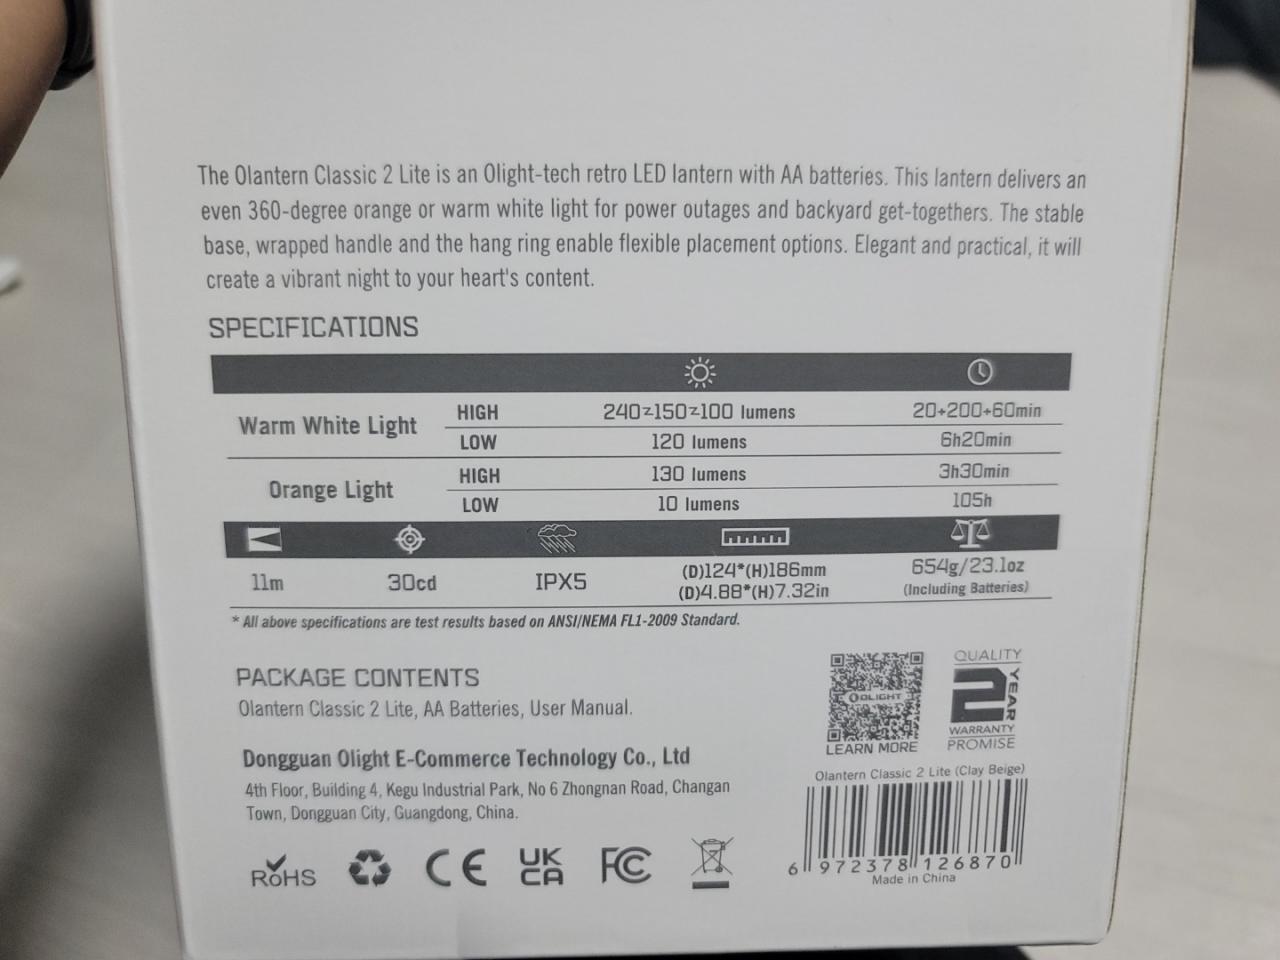 The Olantern Classic 2 Lite is an Olight-tech retro LED lantern with AA batteries. This lantern delivers an
even 360-degree orange or warm white light for power outages and backyard get-togethers. The stable
base, wrapped handle and the hang ring enable flexible placement options. Elegant and practical, it will
create a vibrant night to your heart's content.
SPECIFICATIONS
Warm White Light
HIGH 240~150~100 lumens 20+200+60min
LOW 120 lumens 6h20min
Orange Light
HIGH 130 lumens 3h30min
LOW 10 lumens 105h
11m 30cd IPX5 (D)124*(H)186mm 654g/23.1oz
(D)4.88*(H)7.32in (Including Batteries)
* All above specifications are test results based on ANSI/NEMA FL1-2009 Standard.
PACKAGE CONTENTS
Olantern Classic 2 Lite, AA Batteries, User Manual.
OLIGHT
LEARN MORE
QUALITY
2 YEAR
WARRANTY
PROMISE
Dongguan Olight E-Commerce Technology Co., Ltd
4th Floor, Building 4, Kegu Industrial Park, No 6 Zhongnan Road, Changan
Town, Dongguan City, Guangdong, China.
Olantern Classic 2 Lite (Clay Beige)
6 972378 126870
Made in China
RoHS CE UK CA FC